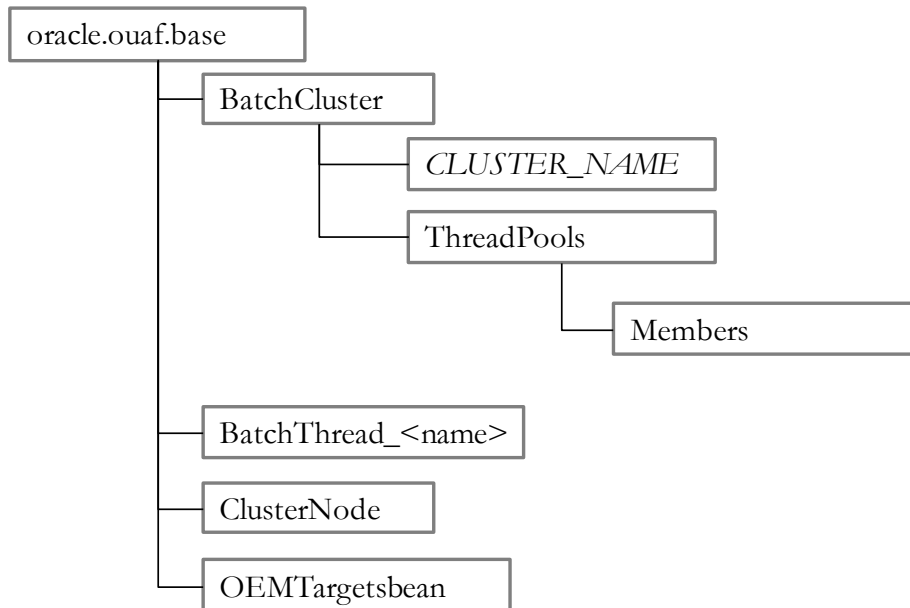 oracle.ouaf.base
BatchCluster
CLUSTER_NAME
ThreadPools
Members
BatchThread_<name>
ClusterNode
OEMTargetsbean